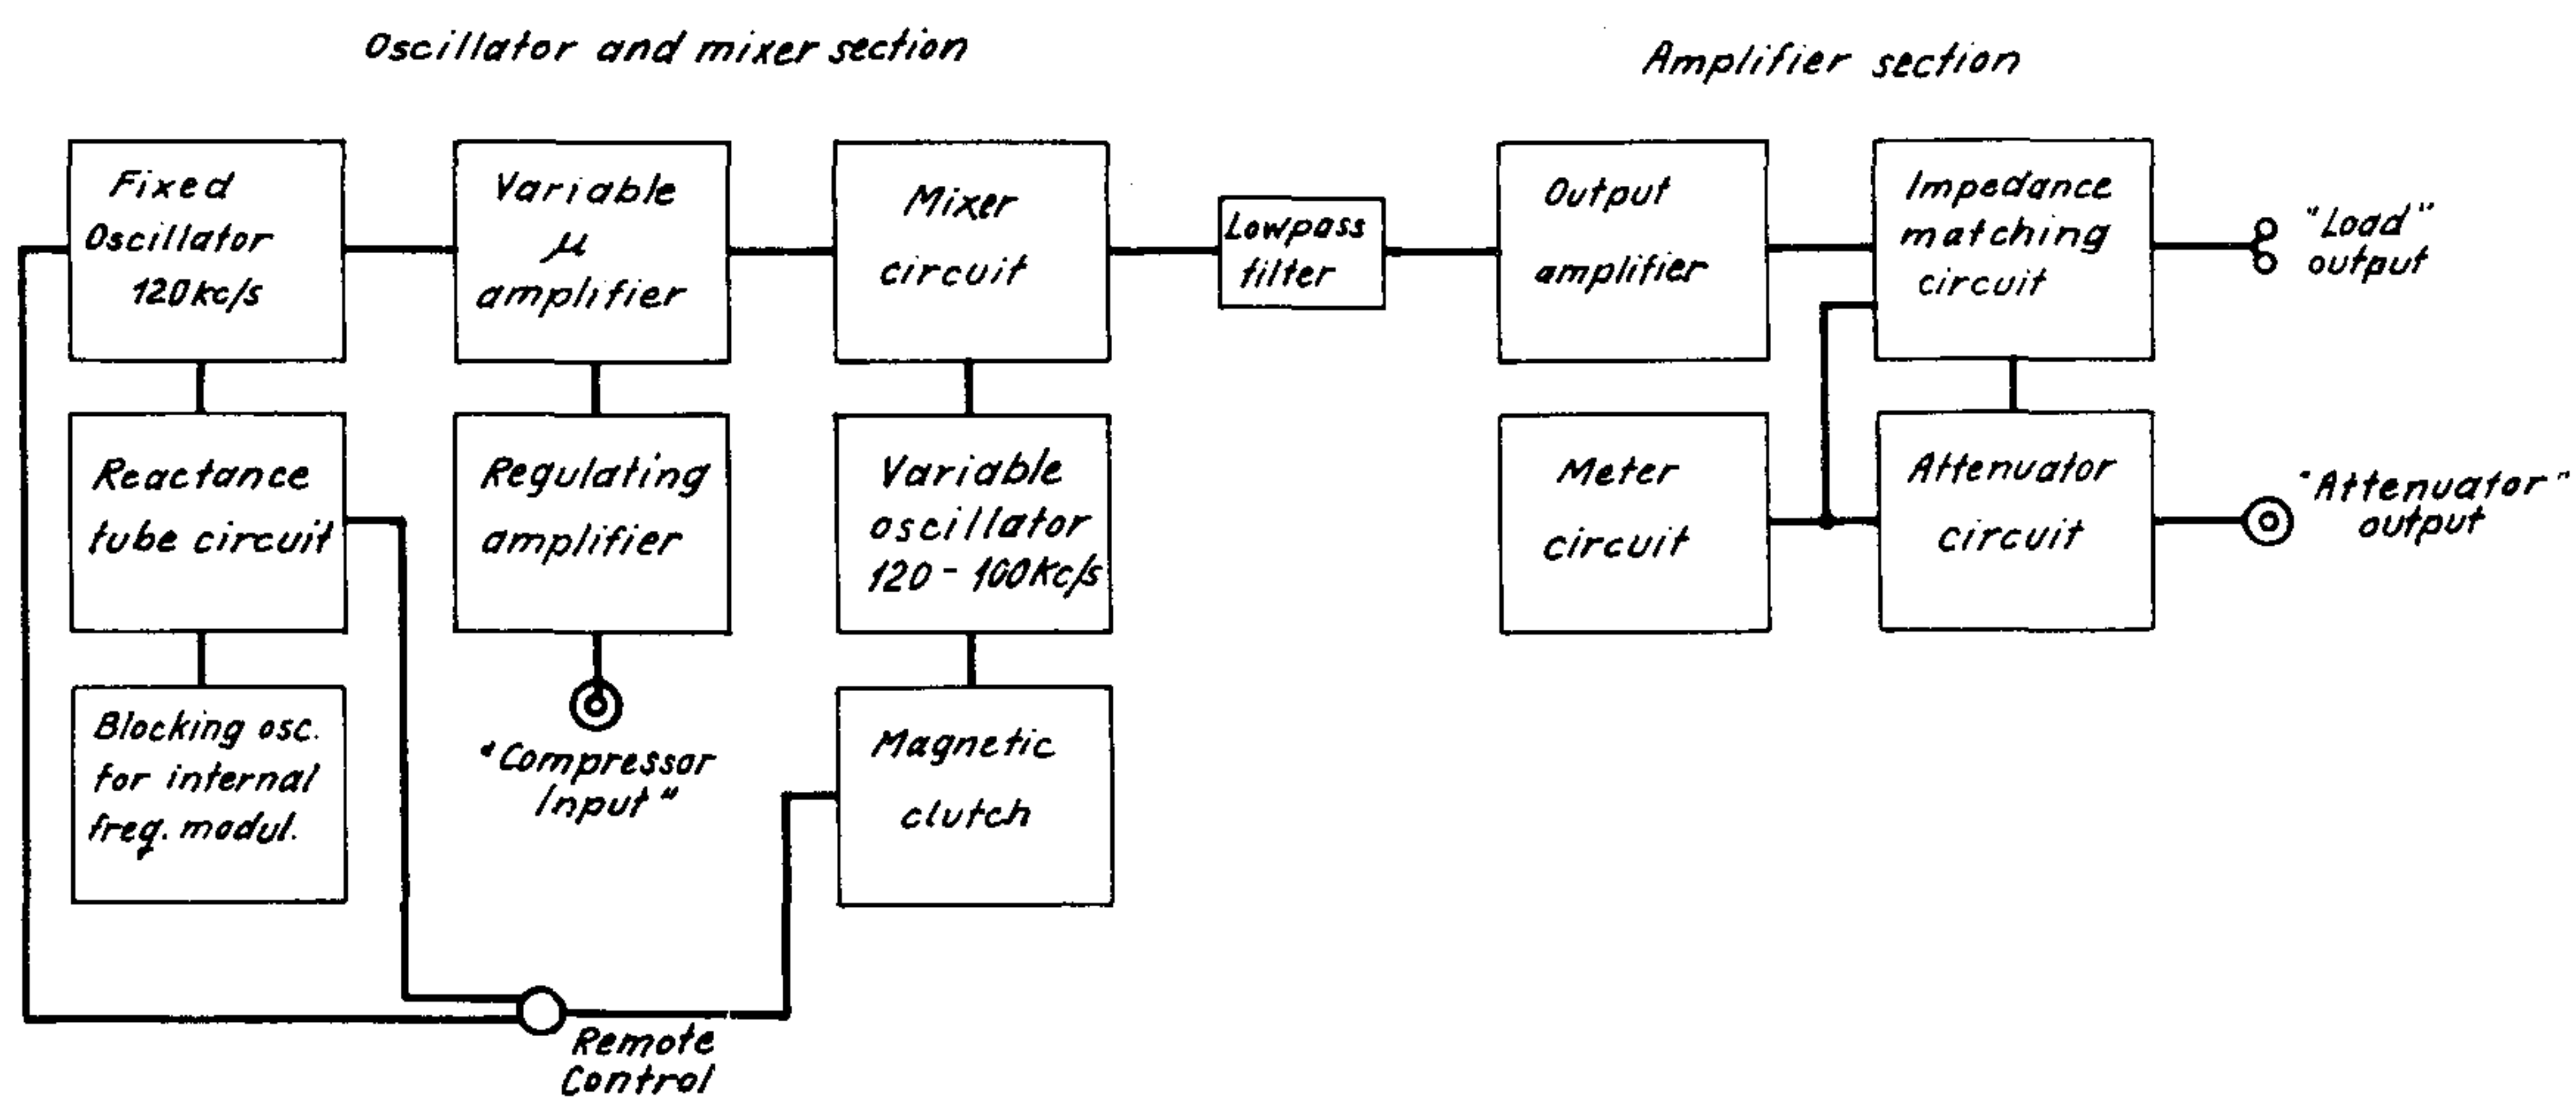 Oscillator and mixer section
Amplifier section
Fixed
Oscillator
120kc/s
Variable
μ
amplifier
Mixer
circuit
Lowpass
filter
Output
amplifier
Impedance
matching
circuit
"Load"
output
Reactance
tube circuit
Regulating
amplifier
Variable
oscillator
120 - 100kc/s
Meter
circuit
Attenuator
circuit
"Attenuator"
output
Blocking osc.
for internal
freq. modul.
"Compressor
Input"
Magnetic
clutch
Remote
Control